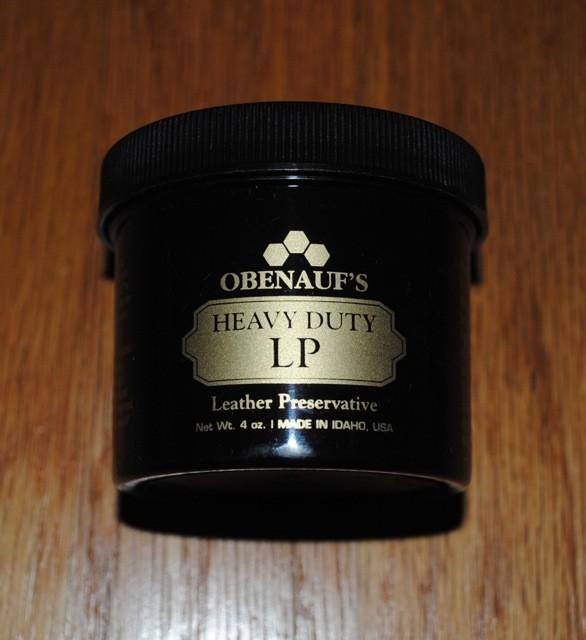 OBENAUF'S
HEAVY DUTY
LP
Leather Preservative
Net Wt. 4 oz. | MADE IN IDAHO, USA